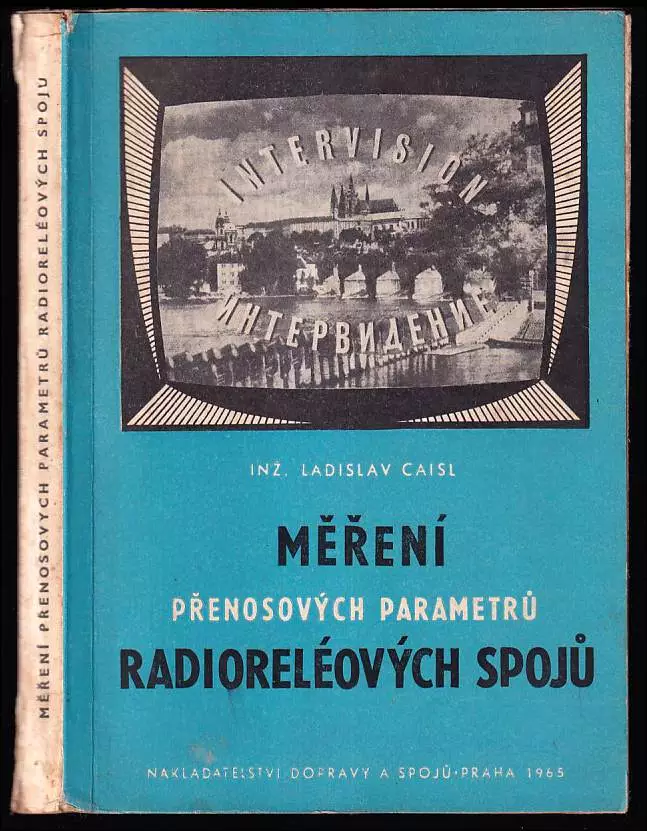 MĚŘENÍ PŘENOSOVÝCH PARAMETRŮ RADIORELÉOVÝCH SPOJŮ
INTERVISION
ИНТЕРВИДЕНИЕ
INŽ. LADISLAV CAISL
MĚŘENÍ
PŘENOSOVÝCH PARAMETRŮ
RADIORELÉOVÝCH SPOJŮ
NAKLADATELSTVÍ DOPRAVY A SPOJŮ · PRAHA 1965